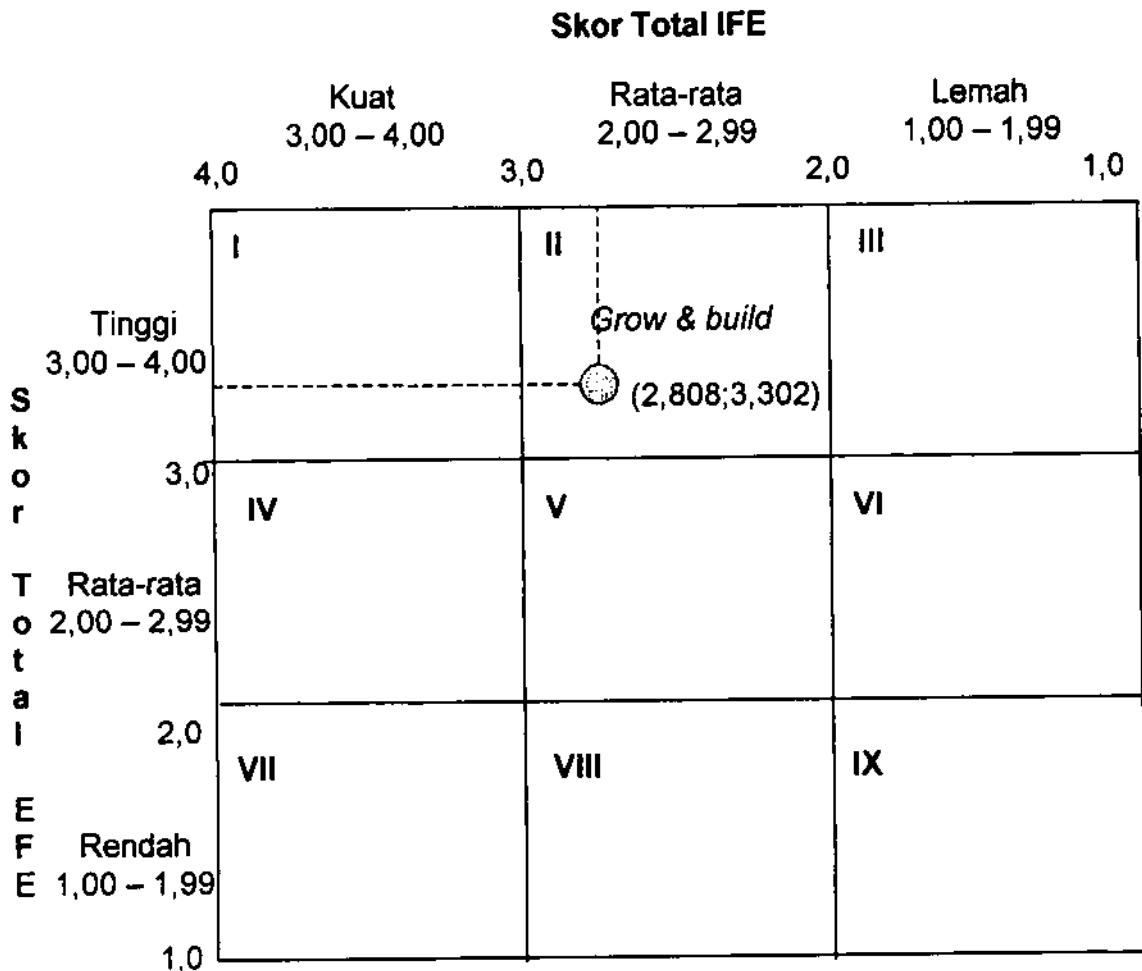 Skor Total IFE
Kuat Rata-rata Lemah
3,00 – 4,00 2,00 – 2,99 1,00 – 1,99
4,0 3,0 2,0 1,0
I II III
Tinggi
3,00 – 4,00
Grow & build
(2,808;3,302)
3,0
IV V VI
Rata-rata
2,00 – 2,99
2,0
VII VIII IX
Rendah
1,00 – 1,99
1,0
Skor Total EFE